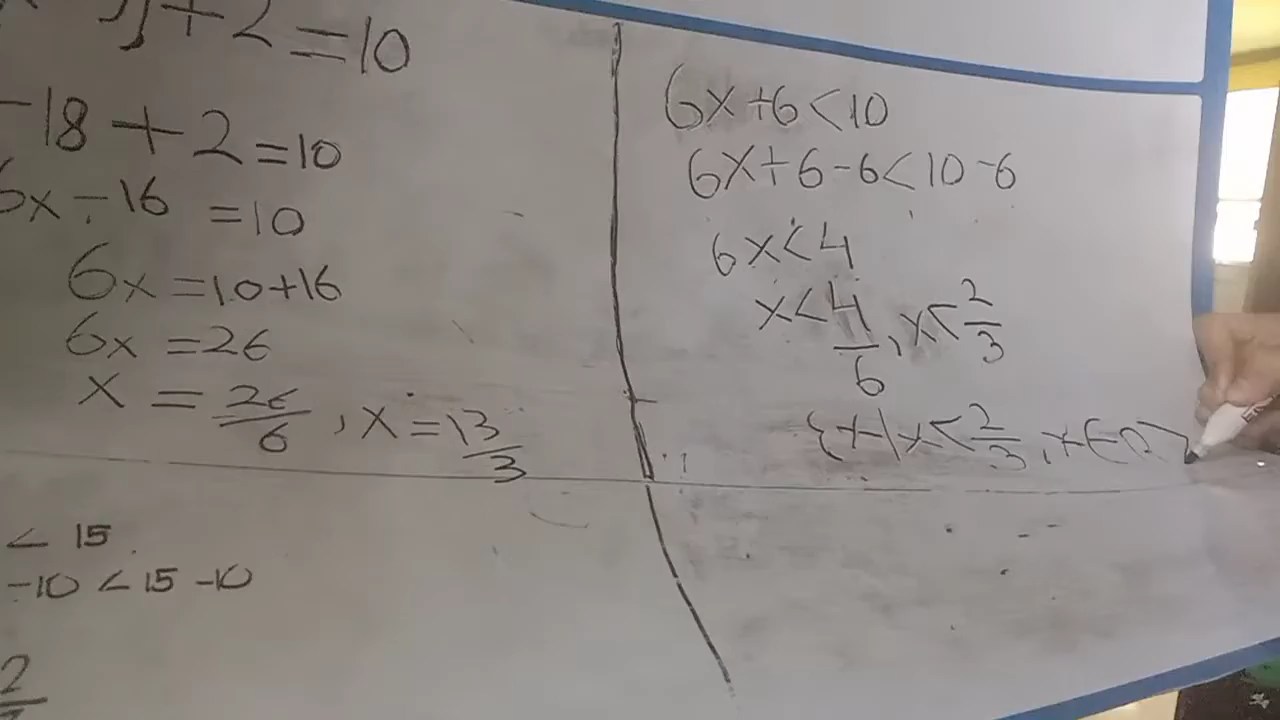 +2=10
-18+2=10
6x-16 =10
6x=10+16
6x=26
x = 26/6, x=13/3
< 15
-10 < 15 -10
2
6x+6<10
6x+6-6<10-6
6x<4
x<4/6, x<2/3
{x|x<2/3, x∈R}